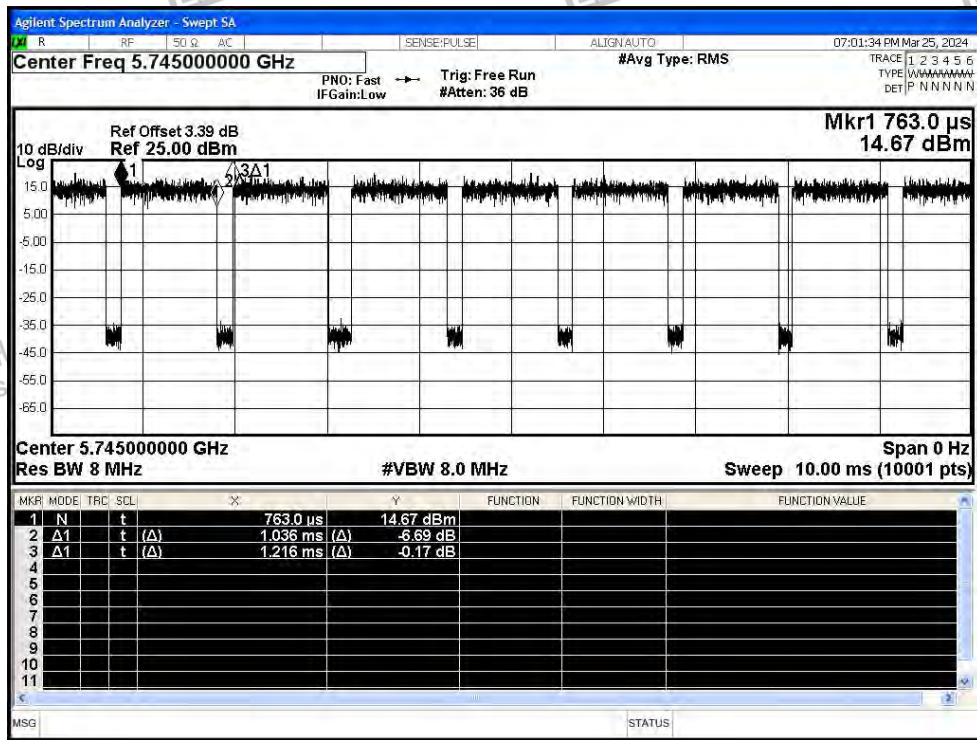 Agilent Spectrum Analyzer - Swept SA
LXI R RF 50 Ω AC SENSE:PULSE ALIGN AUTO 07:01:34 PM Mar 25, 2024
Center Freq 5.745000000 GHz #Avg Type: RMS TRACE 1 2 3 4 5 6
PNO: Fast Trig: Free Run TYPE WWWWWW
IFGain:Low #Atten: 36 dB DET P N N N N N
Mkr1 763.0 µs
Ref Offset 3.39 dB
10 dB/div Ref 25.00 dBm 14.67 dBm
Log
1 2Δ1 3Δ1
15.0
5.00
-5.00
-15.0
-25.0
-35.0
-45.0
-55.0
-65.0
Center 5.745000000 GHz Span 0 Hz
Res BW 8 MHz #VBW 8.0 MHz Sweep 10.00 ms (10001 pts)
MKR MODE TRC SCL X Y FUNCTION FUNCTION WIDTH FUNCTION VALUE
1 N t 763.0 µs 14.67 dBm
2 Δ1 t (Δ) 1.036 ms (Δ) -6.69 dB
3 Δ1 t (Δ) 1.216 ms (Δ) -0.17 dB
4
5
6
7
8
9
10
11
MSG STATUS